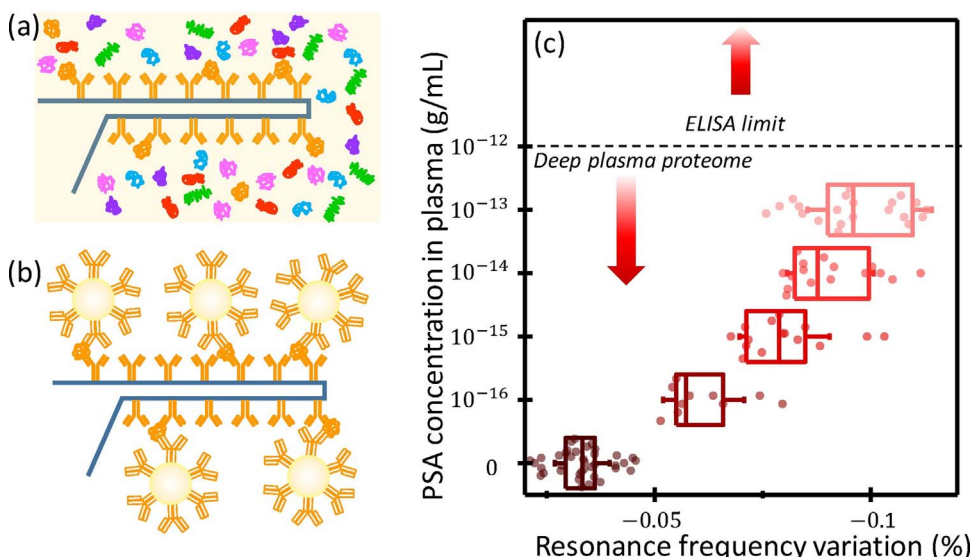 (a)
(b)
(c)
PSA concentration in plasma (g/mL)
ELISA limit
Deep plasma proteome
10⁻¹²
10⁻¹³
10⁻¹⁴
10⁻¹⁵
10⁻¹⁶
0
−0.05
−0.1
Resonance frequency variation (%)